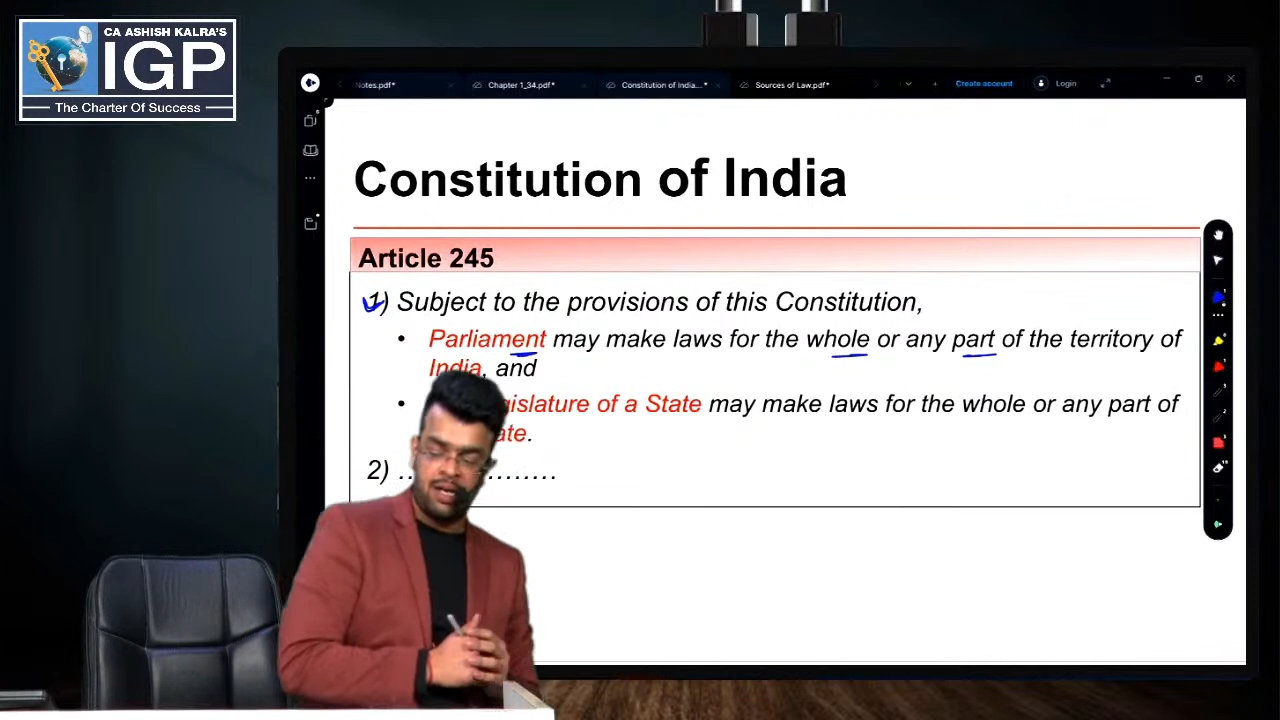 CA ASHISH KALRA'S
IGP
The Charter Of Success
Notes.pdf*
Chapter 1_34.pdf*
Constitution of India... *
Sources of Law.pdf*
Create account
Login
Constitution of India
Article 245
1) Subject to the provisions of this Constitution,
• Parliament may make laws for the whole or any part of the territory of
India, and
• of a State may make laws for the whole or any part of
2)